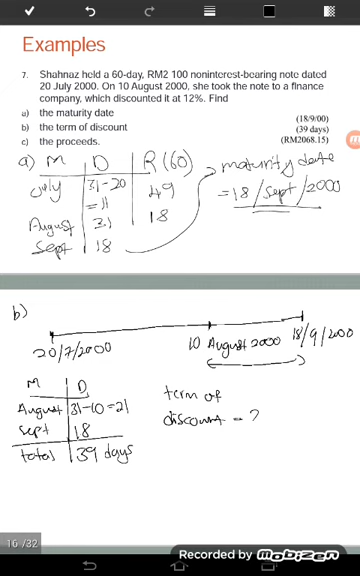 Examples
7. Shahnaz held a 60-day, RM2 100 noninterest-bearing note dated
20 July 2000. On 10 August 2000, she took the note to a finance
company, which discounted it at 12%. Find
a) the maturity date (18/9/00)
b) the term of discount (39 days)
c) the proceeds. (RM2068.15)
a) M D R (60)
July 31-20 49
= 11
August 31 18
Sept 18
maturity date
= 18 / Sept / 2000
b)
20/7/2000 10 August 2000 18/9/2000
M D
August 31-10 = 21
Sept 18
total 39 days
term of
discount = ?
16 /32
Recorded by Mobizen